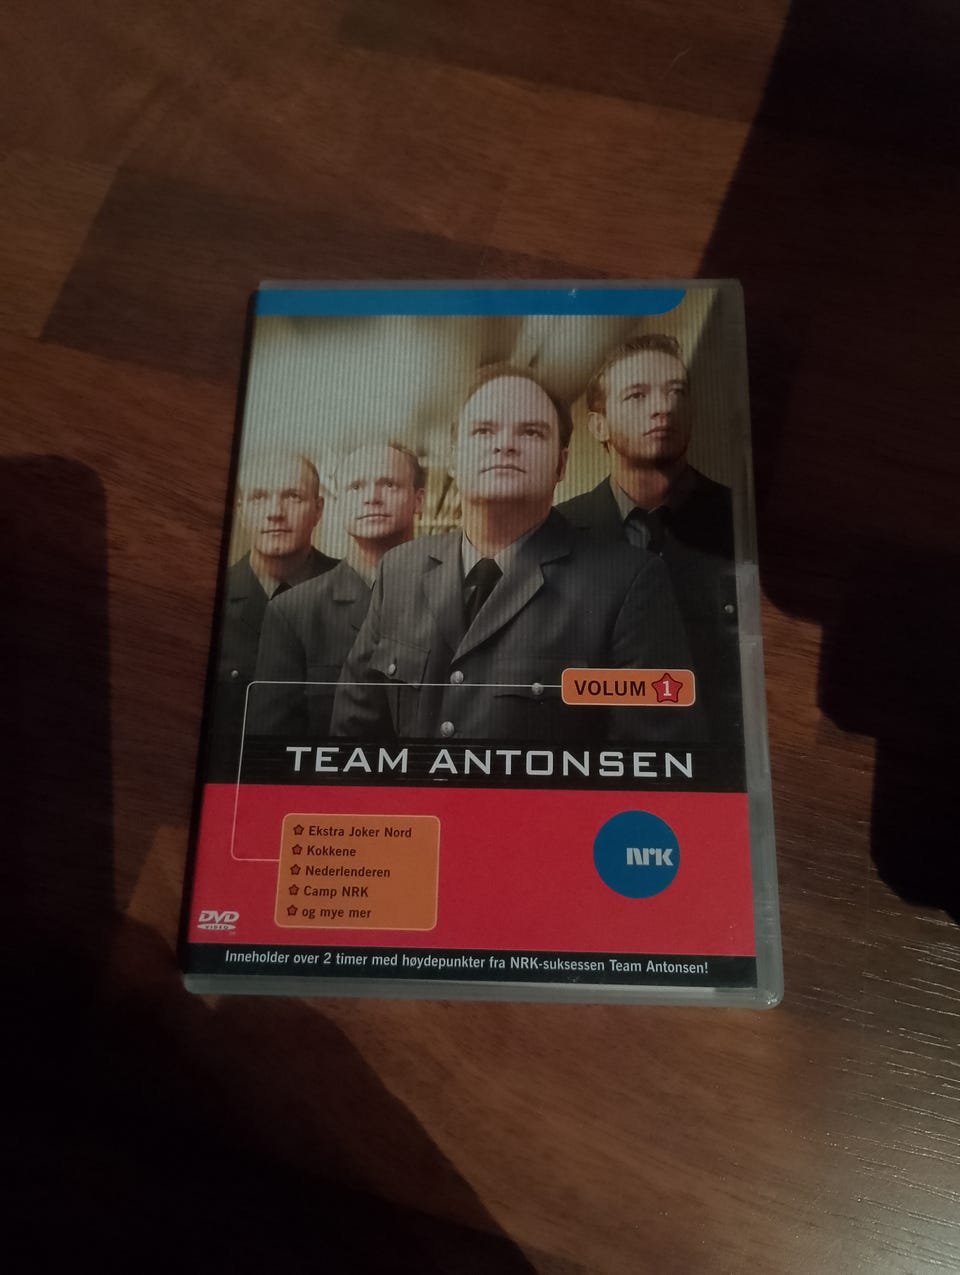 VOLUM 1
TEAM ANTONSEN
Ekstra Joker Nord
Kokkene
Nederlenderen
Camp NRK
og mye mer
NRK
DVD
VIDEO
Inneholder over 2 timer med høydepunkter fra NRK-suksessen Team Antonsen!